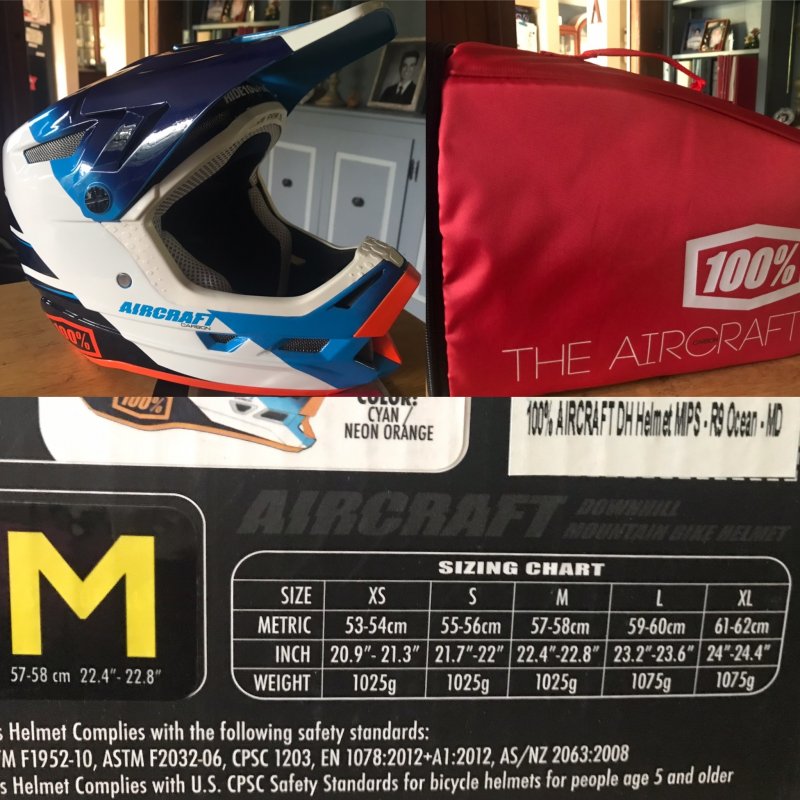 AIRCRAFT
CARBON
100%
100%
THE AIRCRAFT
100%
COLOR:
CYAN /
NEON ORANGE
100% AIRCRAFT DH Helmet MIPS - R9 Ocean - MD
M
57-58 cm 22.4"- 22.8"
AIRCRAFT
DOWNHILL
MOUNTAIN BIKE HELMET
SIZING CHART
SIZE XS S M L XL
METRIC 53-54cm 55-56cm 57-58cm 59-60cm 61-62cm
INCH 20.9"- 21.3" 21.7"-22" 22.4"-22.8" 23.2"-23.6" 24"-24.4"
WEIGHT 1025g 1025g 1025g 1075g 1075g
s Helmet Complies with the following safety standards:
TM F1952-10, ASTM F2032-06, CPSC 1203, EN 1078:2012+A1:2012, AS/NZ 2063:2008
s Helmet Complies with U.S. CPSC Safety Standards for bicycle helmets for people age 5 and older